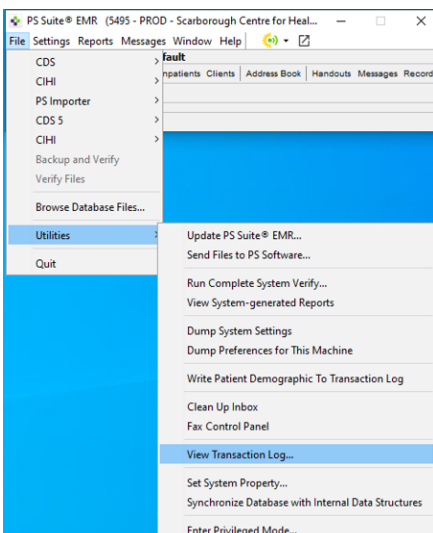 PS Suite® EMR (5495 - PROD - Scarborough Centre for Heal...
File Settings Reports Messages Window Help
fault
npatients Clients Address Book Handouts Messages Record
CDS
CIHI
PS Importer
CDS 5
CIHI
Backup and Verify
Verify Files
Browse Database Files...
Utilities
Quit
Update PS Suite® EMR...
Send Files to PS Software...
Run Complete System Verify...
View System-generated Reports
Dump System Settings
Dump Preferences for This Machine
Write Patient Demographic To Transaction Log
Clean Up Inbox
Fax Control Panel
View Transaction Log...
Set System Property...
Synchronize Database with Internal Data Structures
Enter Privileged Mode...